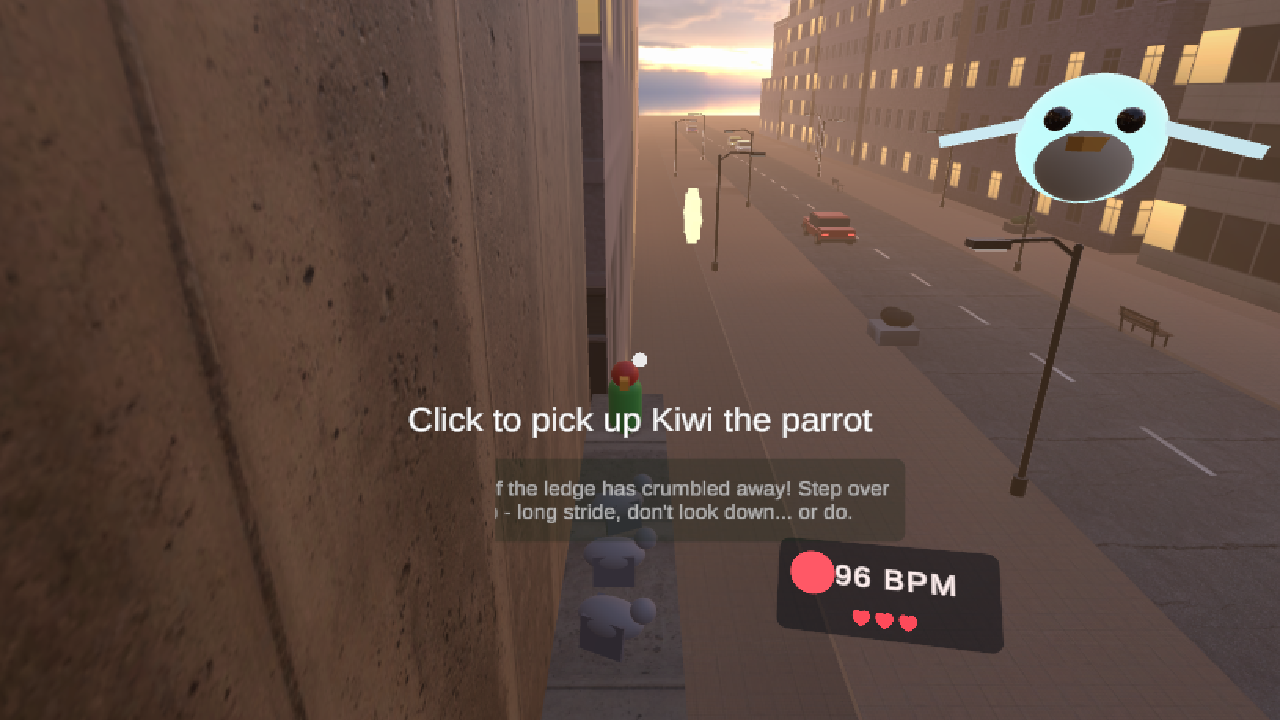 Click to pick up Kiwi the parrot
f the ledge has crumbled away! Step over
- long stride, don't look down... or do.
96 BPM